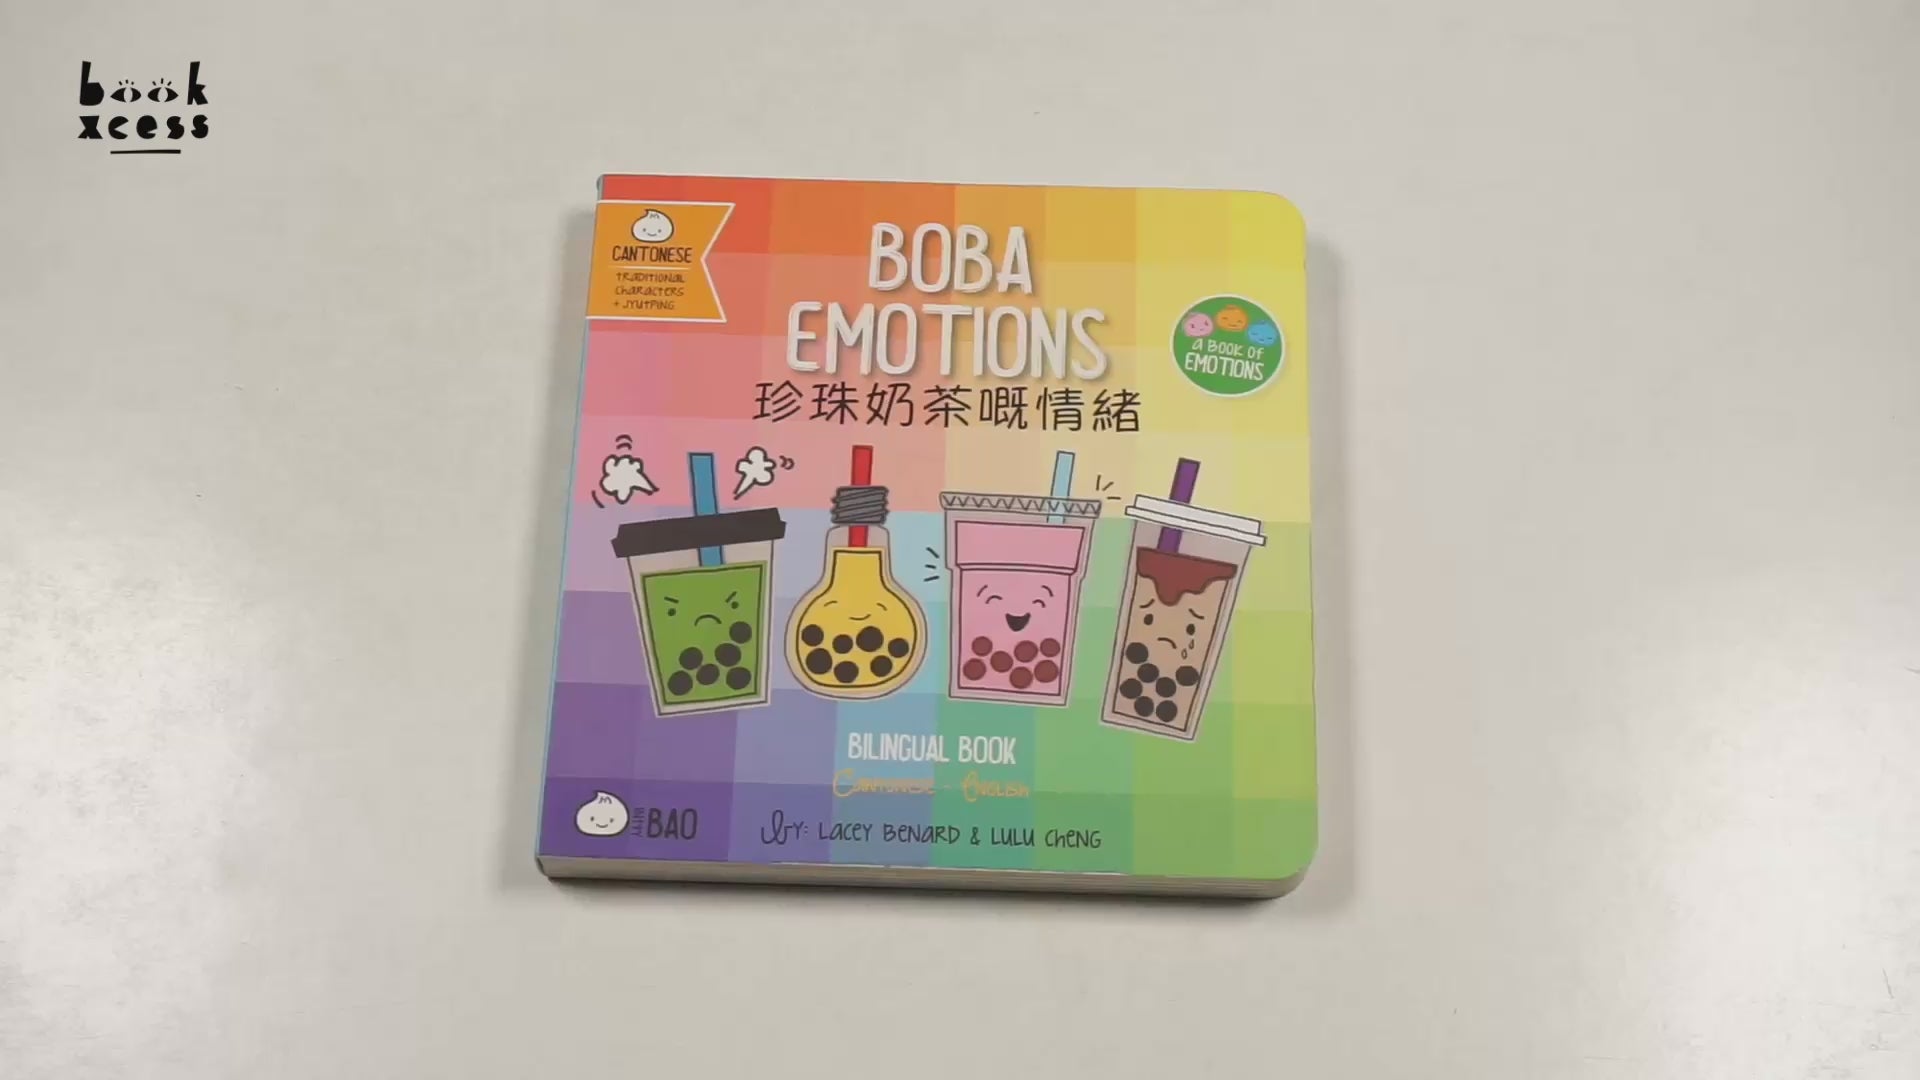 book
xcess
CANTONESE
TRADITIONAL
CHARACTERS
+ JYUTPING
BOBA
EMOTIONS
珍珠奶茶嘅情緒
A BOOK OF
EMOTIONS
BILINGUAL BOOK
CANTONESE - ENGLISH
BITTY
BAO
BY: LACEY BENARD & LULU CHENG